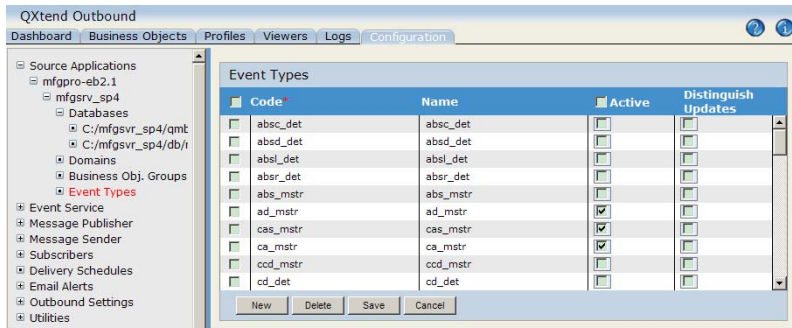 QXtend Outbound
Dashboard Business Objects Profiles Viewers Logs Configuration
Source Applications
mfgpro-eb2.1
mfgsrv_sp4
Databases
C:/mfgsvr_sp4/qmb
C:/mfgsvr_sp4/db/
Domains
Business Obj. Groups
Event Types
Event Service
Message Publisher
Message Sender
Subscribers
Delivery Schedules
Email Alerts
Outbound Settings
Utilities
Event Types
Code* Name Active Distinguish Updates
absc_det absc_det
absd_det absd_det
absl_det absl_det
absr_det absr_det
abs_mstr abs_mstr
ad_mstr ad_mstr
cas_mstr cas_mstr
ca_mstr ca_mstr
ccd_mstr ccd_mstr
cd_det cd_det
New Delete Save Cancel